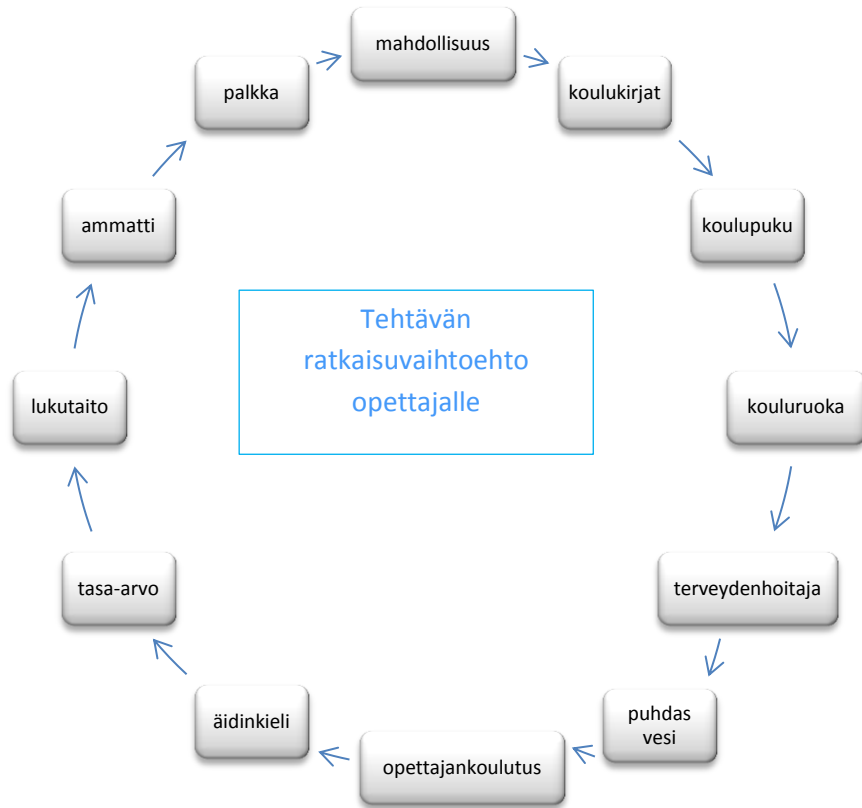 mahdollisuus
koulukirjat
koulupuku
kouluruoka
terveydenhoitaja
puhdas
vesi
opettajankoulutus
äidinkieli
tasa-arvo
lukutaito
ammatti
palkka
Tehtävän
ratkaisuvaihtoehto
opettajalle